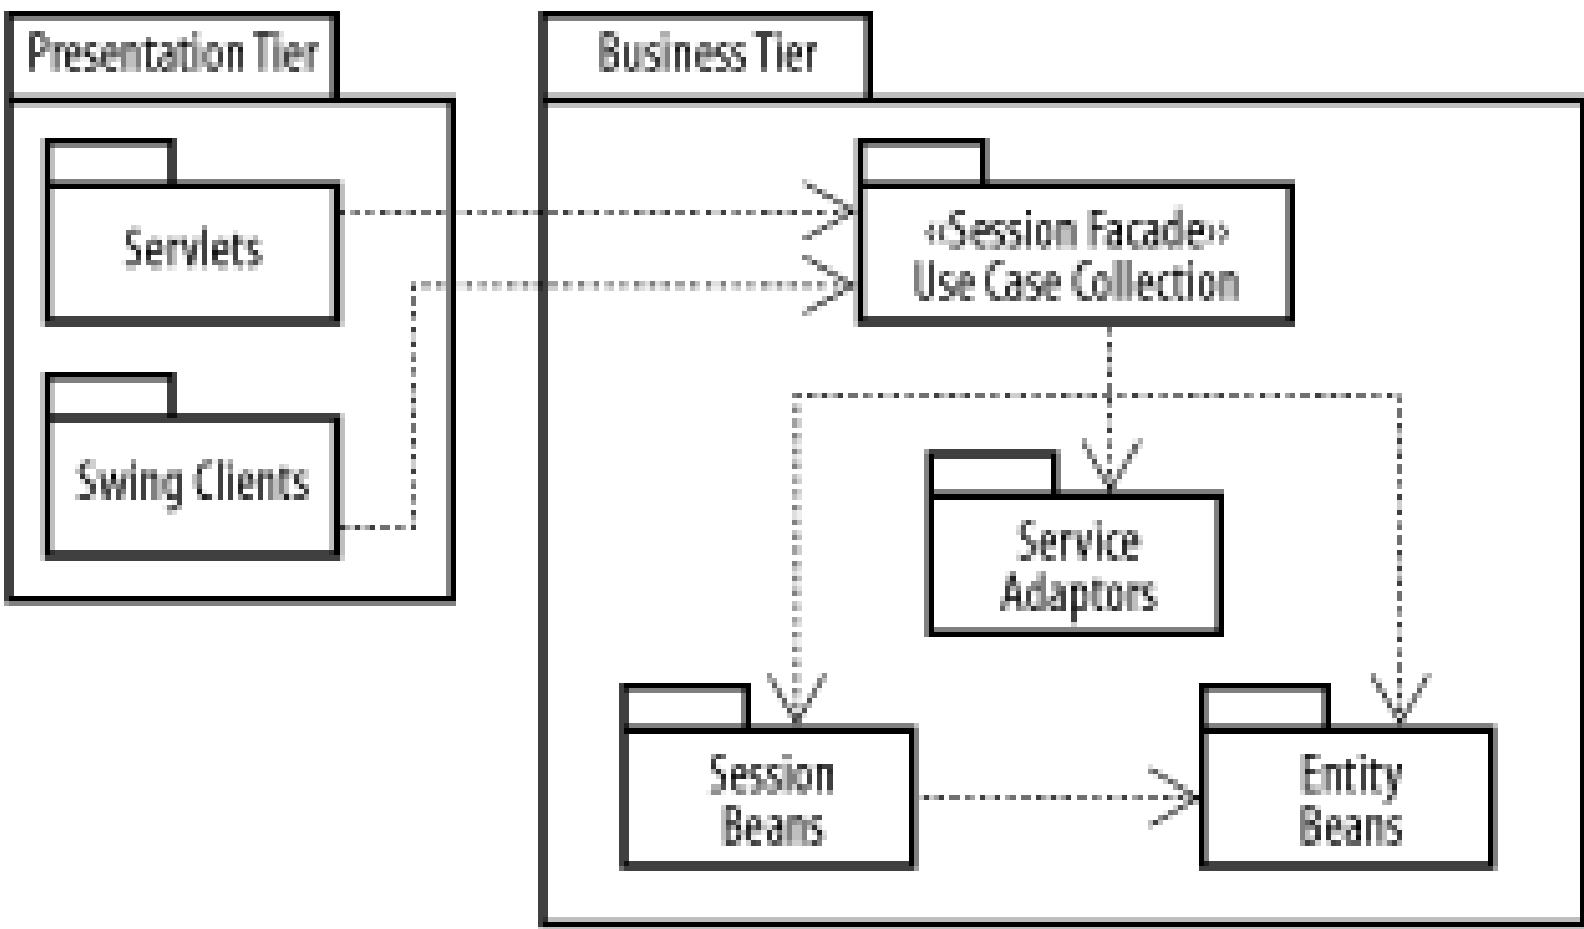 Presentation Tier
Business Tier
Servlets
Swing Clients
«Session Facade»
Use Case Collection
Service
Adaptors
Session
Beans
Entity
Beans